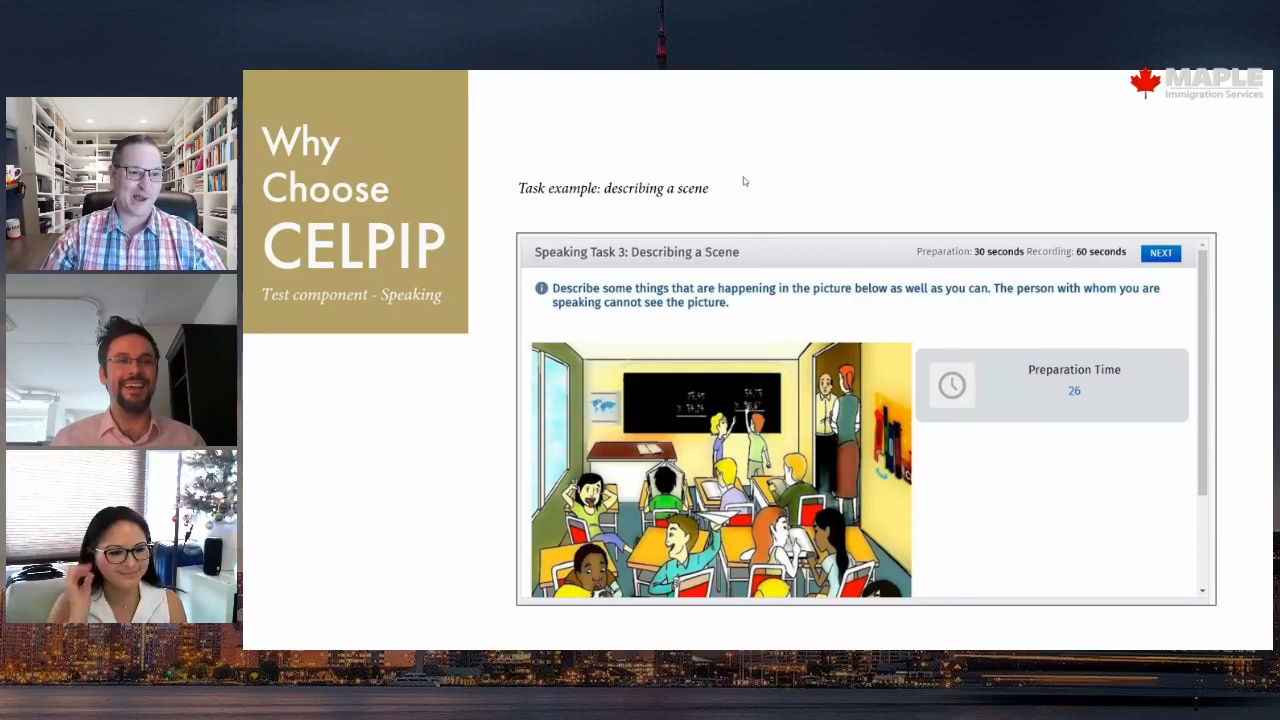 MAPLE
Immigration Services
Why
Choose
CELPIP
Test component - Speaking
Task example: describing a scene
Speaking Task 3: Describing a Scene
Preparation: 30 seconds Recording: 60 seconds
NEXT
Describe some things that are happening in the picture below as well as you can. The person with whom you are
speaking cannot see the picture.
Preparation Time
26